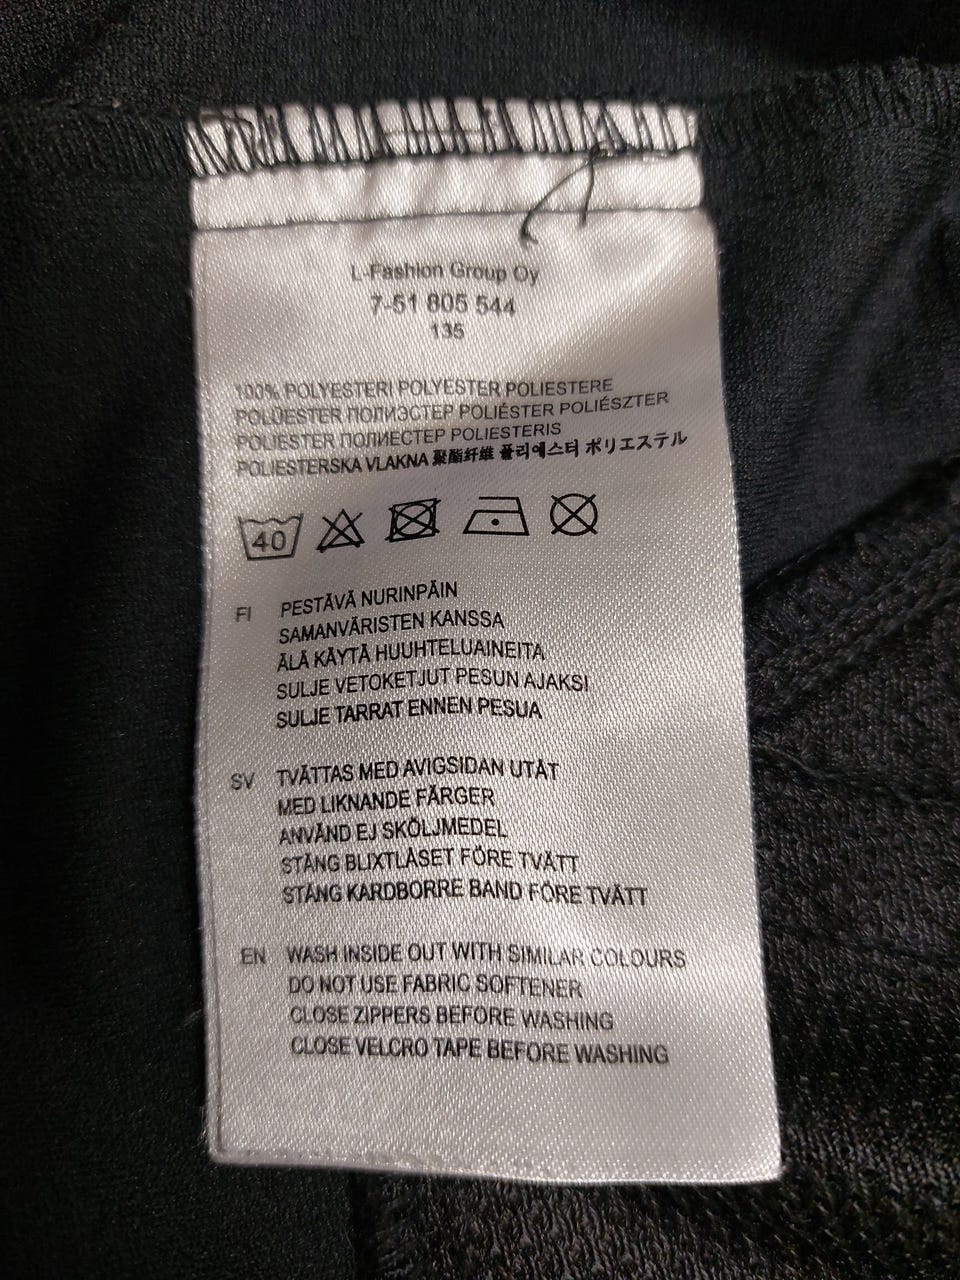 L-Fashion Group Oy
7-51 805 544
135
100% POLYESTERI POLYESTER POLIESTERE
POLÜESTER ПОЛИЭСТЕР POLIÉSTER POLIÉSZTER
POLIESTER ПОЛИЕСТЕР POLIESTERIS
POLIESTERSKA VLAKNA 聚酯纤维 폴리에스터 ポリエステル
40
FI PESTÄVÄ NURINPÄIN
SAMANVÄRISTEN KANSSA
ÄLÄ KÄYTÄ HUUHTELUAINEITA
SULJE VETOKETJUT PESUN AJAKSI
SULJE TARRAT ENNEN PESUA
SV TVÄTTAS MED AVIGSIDAN UTÅT
MED LIKNANDE FÄRGER
ANVÄND EJ SKÖLJMEDEL
STÄNG BLIXTLÅSET FÖRE TVÄTT
STÄNG KARDBORRE BAND FÖRE TVÄTT
EN WASH INSIDE OUT WITH SIMILAR COLOURS
DO NOT USE FABRIC SOFTENER
CLOSE ZIPPERS BEFORE WASHING
CLOSE VELCRO TAPE BEFORE WASHING